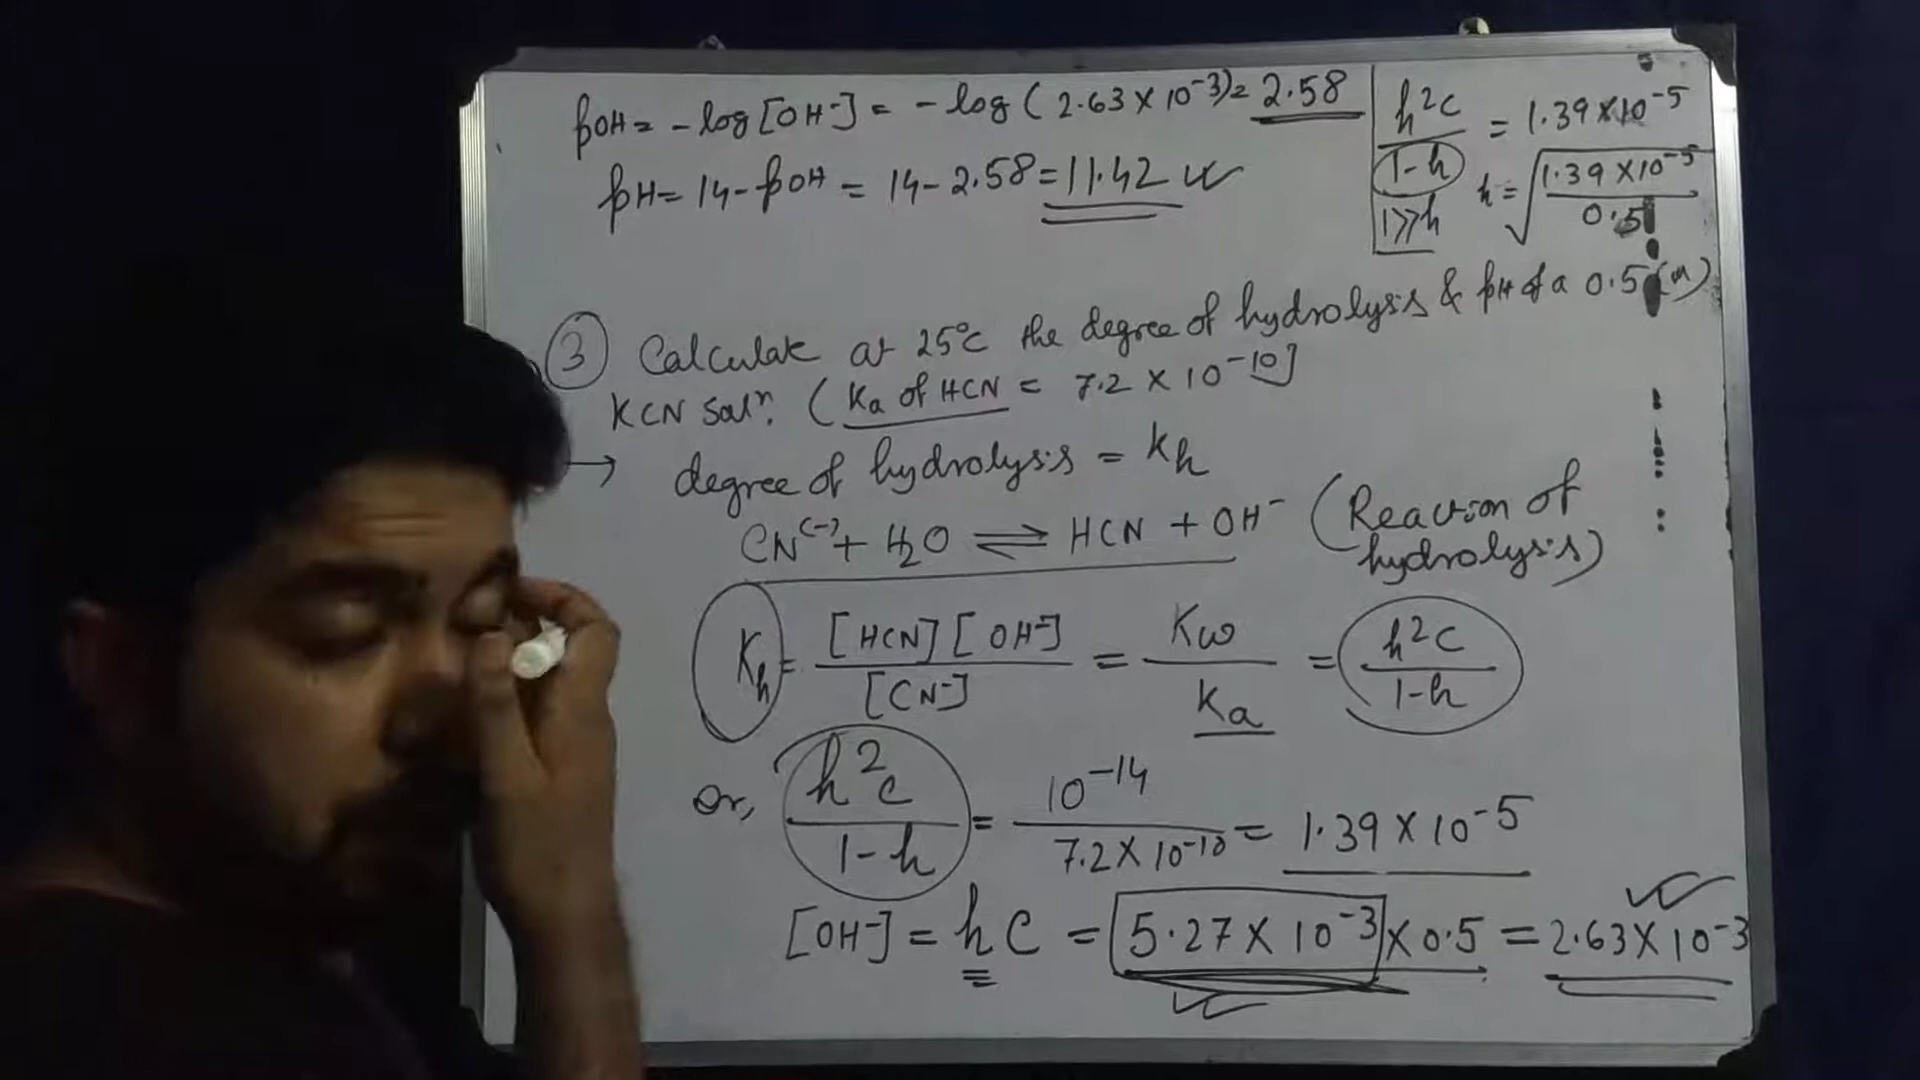 pOH = -log[OH⁻] = -log(2.63×10⁻³) = 2.58
pH = 14-pOH = 14-2.58 = 11.42
h²c/1-h = 1.39×10⁻⁵
1>>h
h = √(1.39×10⁻⁵/0.5)
③ Calculate at 25°c the degree of hydrolysis & pH of a 0.5(M)
KCN solⁿ. (Ka of HCN = 7.2 × 10⁻¹⁰]
→ degree of hydrolysis = Kh
CN⁽⁻⁾ + H₂O ⇌ HCN + OH⁻ (Reaction of
hydrolysis)
Kh = [HCN][OH⁻]/[CN⁻] = Kw/Ka = h²c/1-h
Or, h²c/1-h = 10⁻¹⁴/7.2×10⁻¹⁰ = 1.39×10⁻⁵
[OH⁻] = hC = 5.27×10⁻³ × 0.5 = 2.63×10⁻³